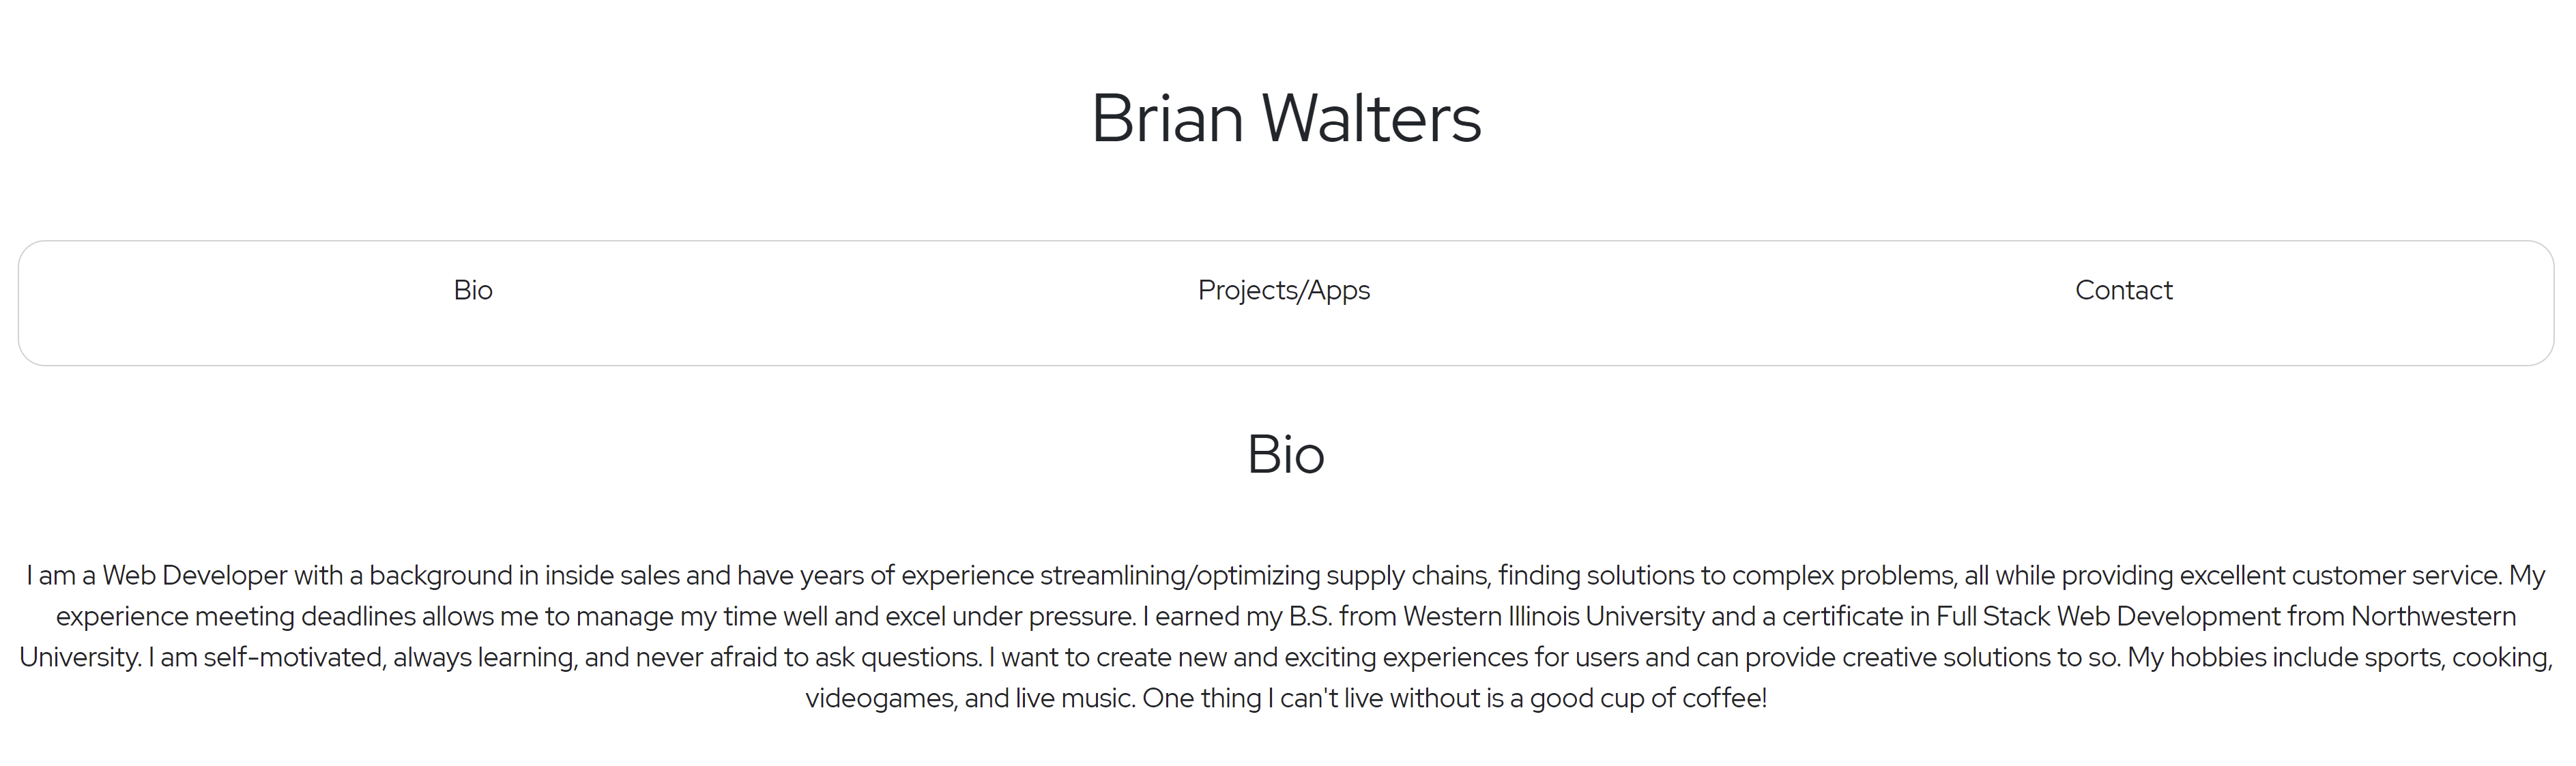 Brian Walters
Bio
Projects/Apps
Contact
Bio
I am a Web Developer with a background in inside sales and have years of experience streamlining/optimizing supply chains, finding solutions to complex problems, all while providing excellent customer service. My
experience meeting deadlines allows me to manage my time well and excel under pressure. I earned my B.S. from Western Illinois University and a certificate in Full Stack Web Development from Northwestern
University. I am self-motivated, always learning, and never afraid to ask questions. I want to create new and exciting experiences for users and can provide creative solutions to so. My hobbies include sports, cooking,
videogames, and live music. One thing I can't live without is a good cup of coffee!